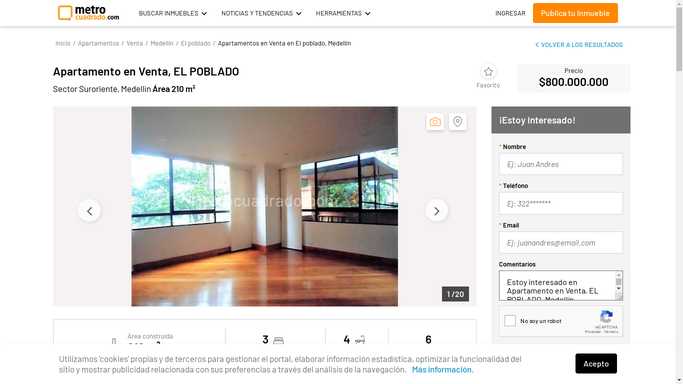 metro
cuadrado.com
BUSCAR INMUEBLES
NOTICIAS Y TENDENCIAS
HERRAMIENTAS
INGRESAR
Publica tu Inmueble
Inicio / Apartamentos / Venta / Medellín / El poblado / Apartamentos en Venta en El poblado, Medellín
VOLVER A LOS RESULTADOS
Apartamento en Venta, EL POBLADO
Sector Suroriente, Medellín Área 210 m²
Favorito
Precio
$800.000.000
¡Estoy Interesado!
* Nombre
Ej: Juan Andres
* Teléfono
Ej: 322*******
* Email
Ej: juanandres@email.com
Comentarios
Estoy interesado en
Apartamento en Venta, EL
POBLADO, Medellín
1 / 20
No soy un robot
reCAPTCHA
Privacidad - Términos
Área construida
3
4
6
Utilizamos 'cookies' propias y de terceros para gestionar el portal, elaborar información estadística, optimizar la funcionalidad del
sitio y mostrar publicidad relacionada con sus preferencias a través del análisis de la navegación. Más información.
Acepto